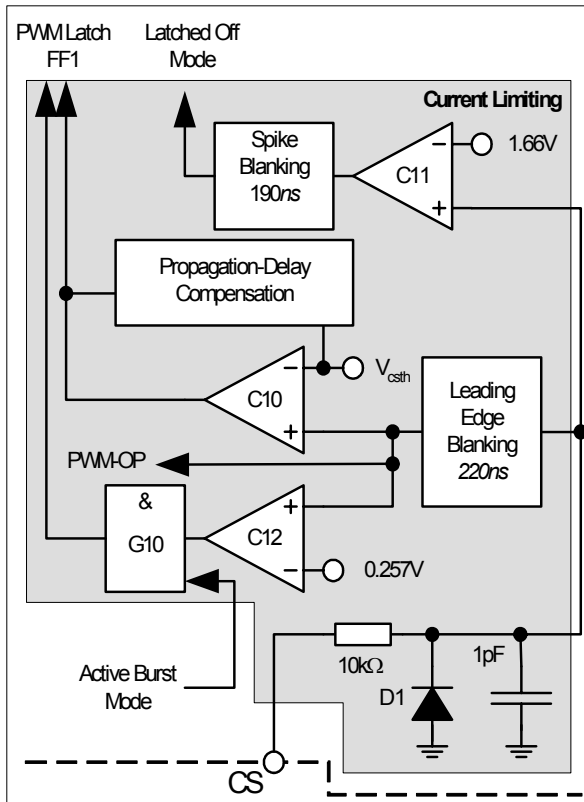 PWM Latch
FF1
Latched Off
Mode
Current Limiting
Spike
Blanking
190ns
C11
1.66V
Propagation-Delay
Compensation
C10
Vcsth
Leading
Edge
Blanking
220ns
PWM-OP
&
G10
C12
0.257V
Active Burst
Mode
10kΩ
D1
1pF
CS